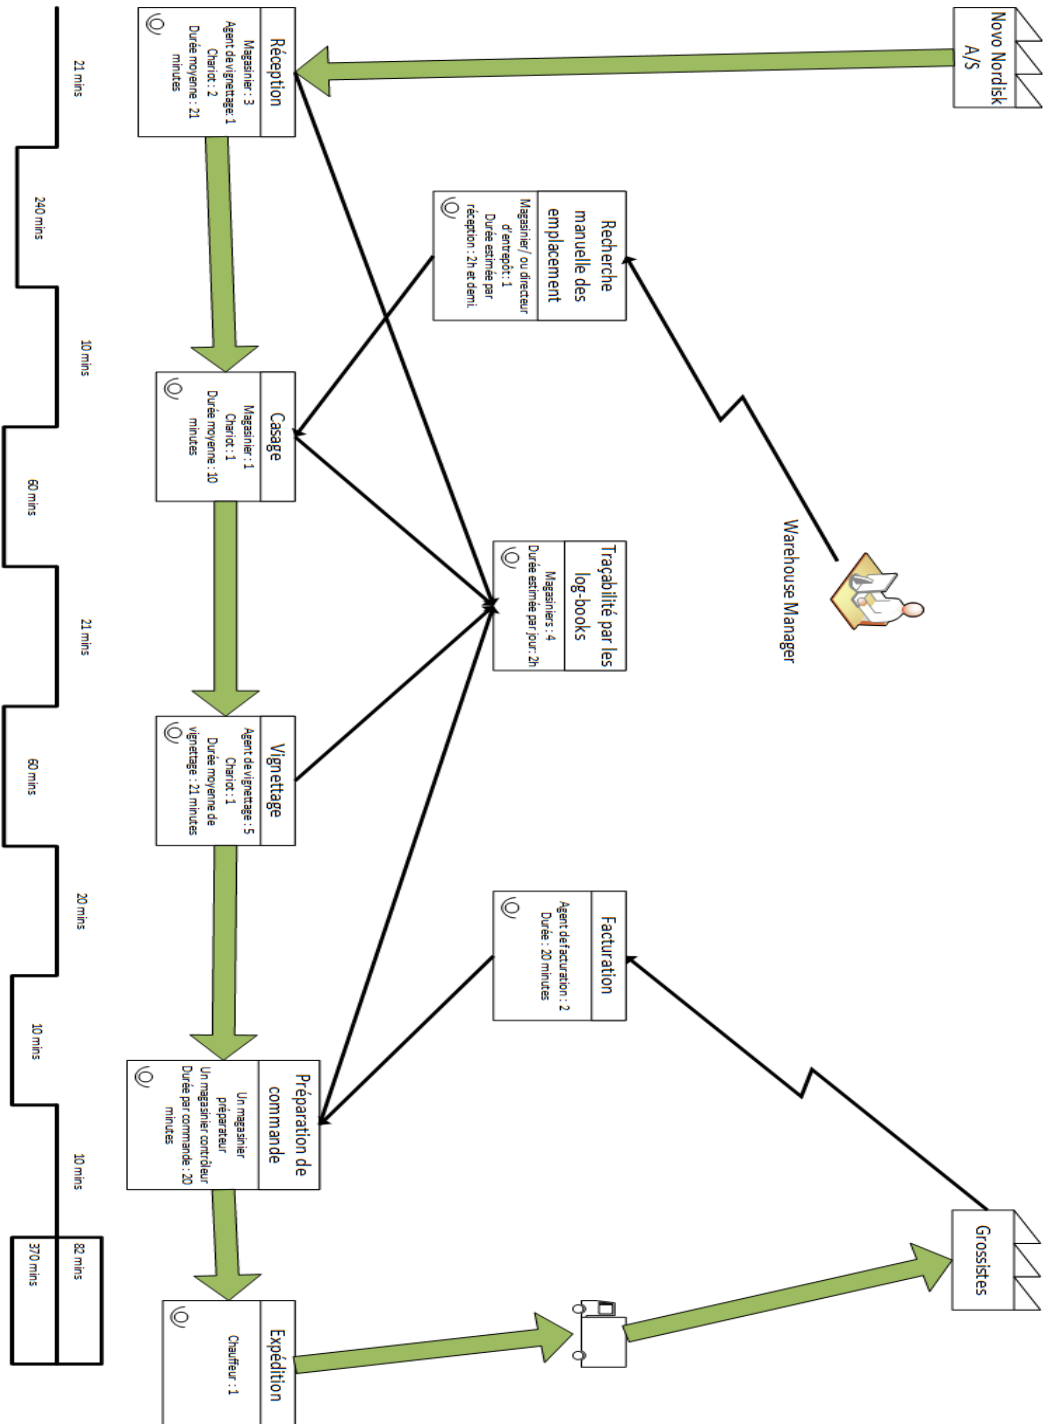 Novo Nordisk
A/S
Warehouse Manager
Grossistes
Recherche
manuelle des
emplacement
Magasinier/ ou directeur
d'entrepôt : 1
Durée estimée par
réception : 2h et demi.
Traçabilité par les
log-books
Magasiniers : 4
Durée estimée par jour: 2h
Facturation
Agent de facturation : 2
Durée : 20 minutes
Réception
Magasinier : 3
Agent de vignettage: 1
Chariot : 2
Durée moyenne : 21
minutes
Casage
Magasinier : 1
Chariot : 1
Durée moyenne : 10
minutes
Vignettage
Agent de vignettage : 5
Chariot : 1
Durée moyenne de
vignettage : 21 minutes
Préparation de
commande
Un magasinier
préparateur
Un magasinier contrôleur
Durée par commande : 20
minutes
Expédition
Chauffeur : 1
21 mins
240 mins
10 mins
60 mins
21 mins
60 mins
20 mins
10 mins
10 mins
82 mins
370 mins